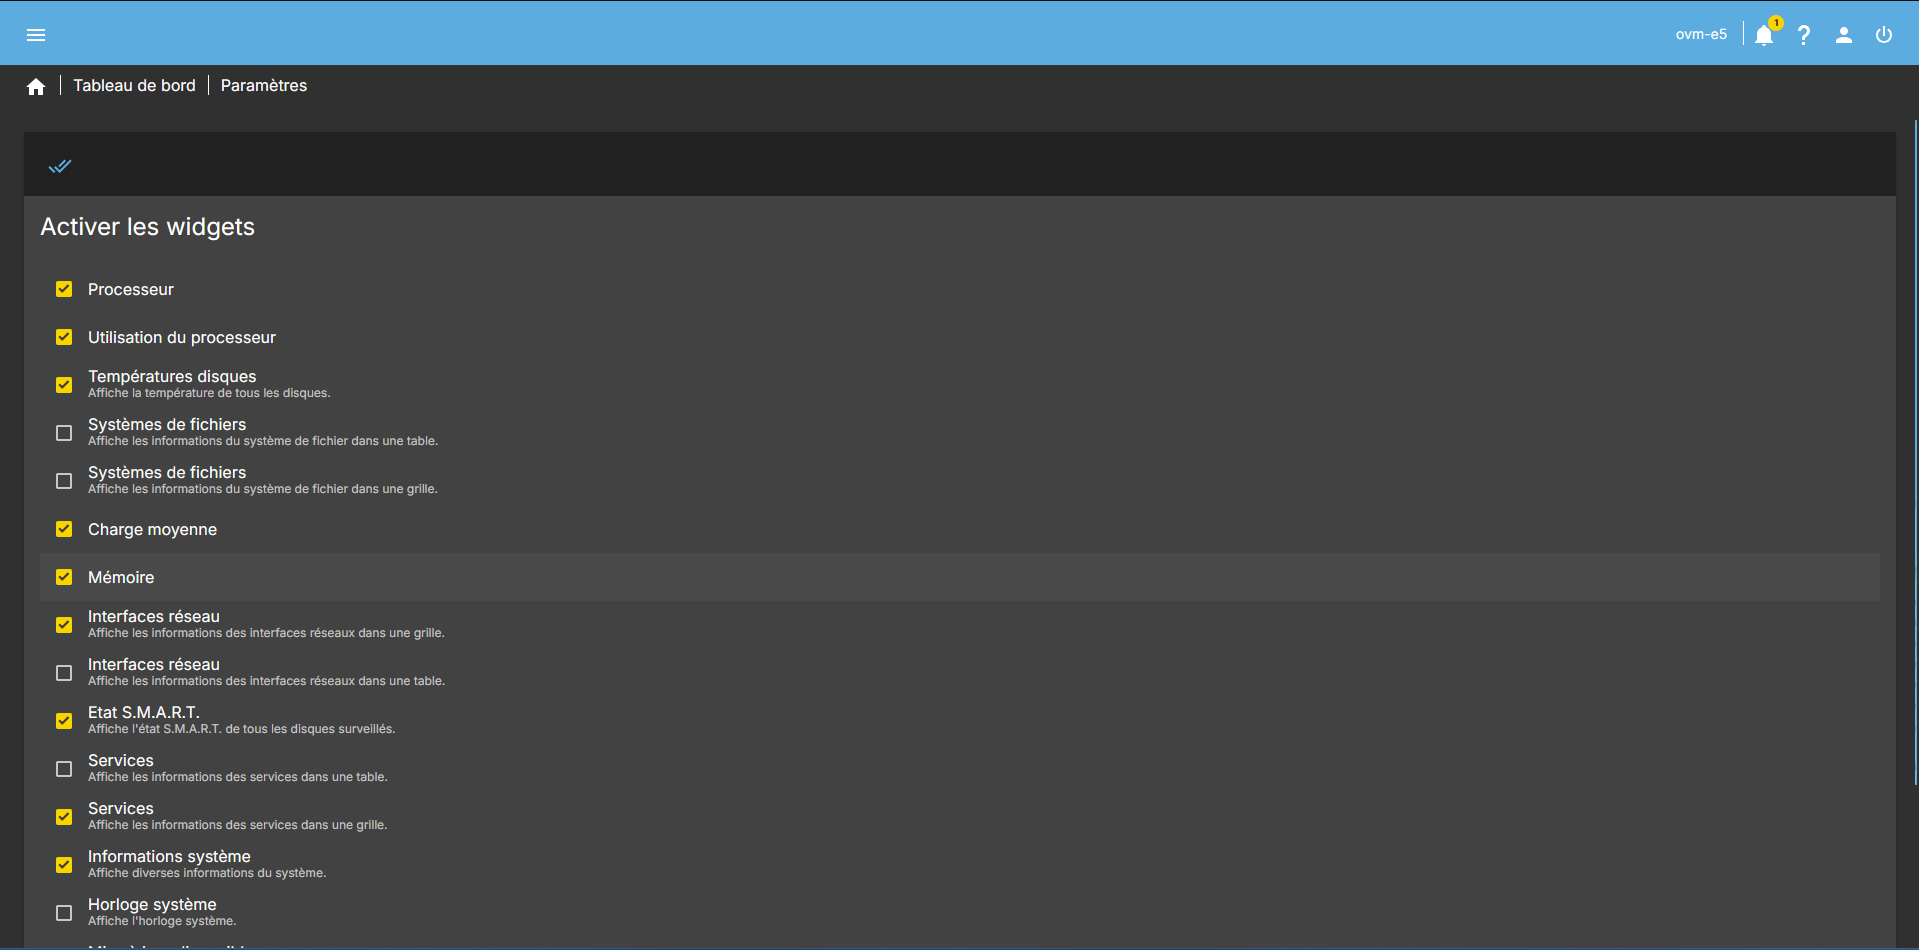 ovm-e5
1
Tableau de bord
Paramètres
Activer les widgets
Processeur
Utilisation du processeur
Températures disques
Affiche la température de tous les disques.
Systèmes de fichiers
Affiche les informations du système de fichier dans une table.
Systèmes de fichiers
Affiche les informations du système de fichier dans une grille.
Charge moyenne
Mémoire
Interfaces réseau
Affiche les informations des interfaces réseaux dans une grille.
Interfaces réseau
Affiche les informations des interfaces réseaux dans une table.
Etat S.M.A.R.T.
Affiche l'état S.M.A.R.T. de tous les disques surveillés.
Services
Affiche les informations des services dans une table.
Services
Affiche les informations des services dans une grille.
Informations système
Affiche diverses informations du système.
Horloge système
Affiche l'horloge système.